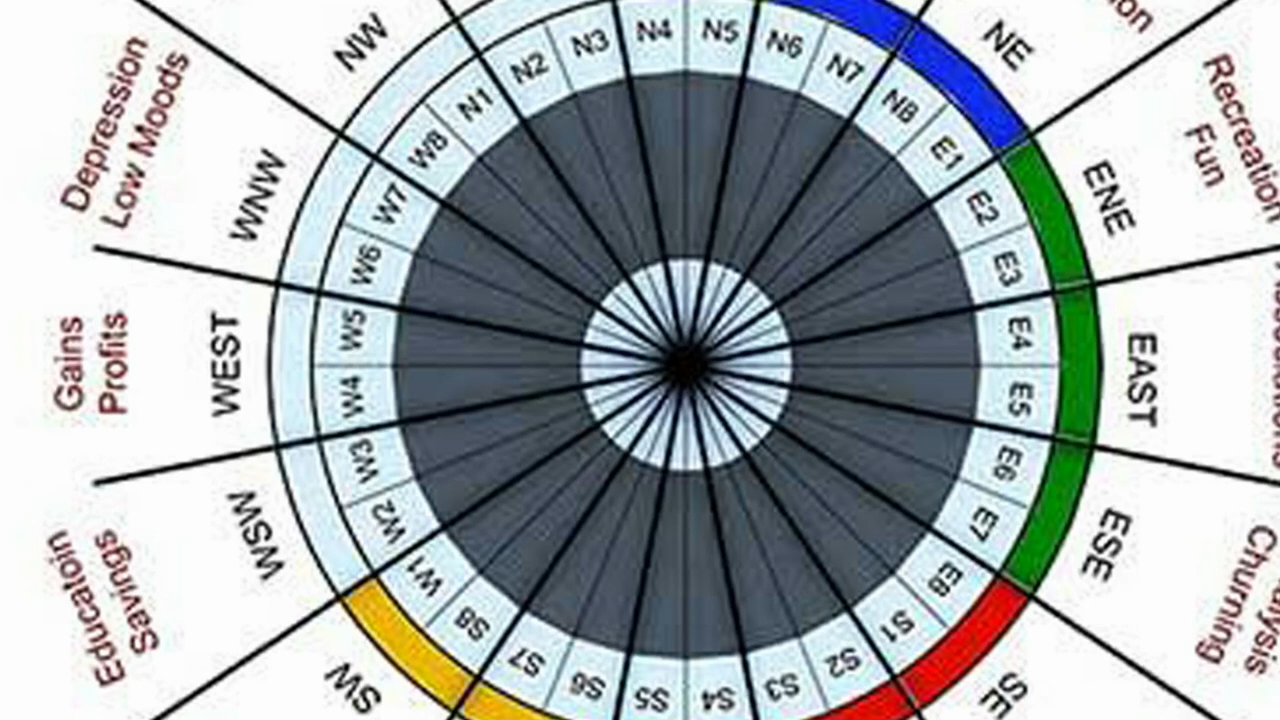 NW
NE
Depression
Low Moods
WNW
Gains
Profits
WEST
WSW
Educatoin
Savings
SW
Recreation
Fun
ENE
EAST
ESE
Churning
SE
N1
N2
N3
N4
N5
N6
N7
N8
E1
E2
E3
E4
E5
E6
E7
E8
S1
S2
S3
S4
S5
S6
S7
S8
W1
W2
W3
W4
W5
W6
W7
W8